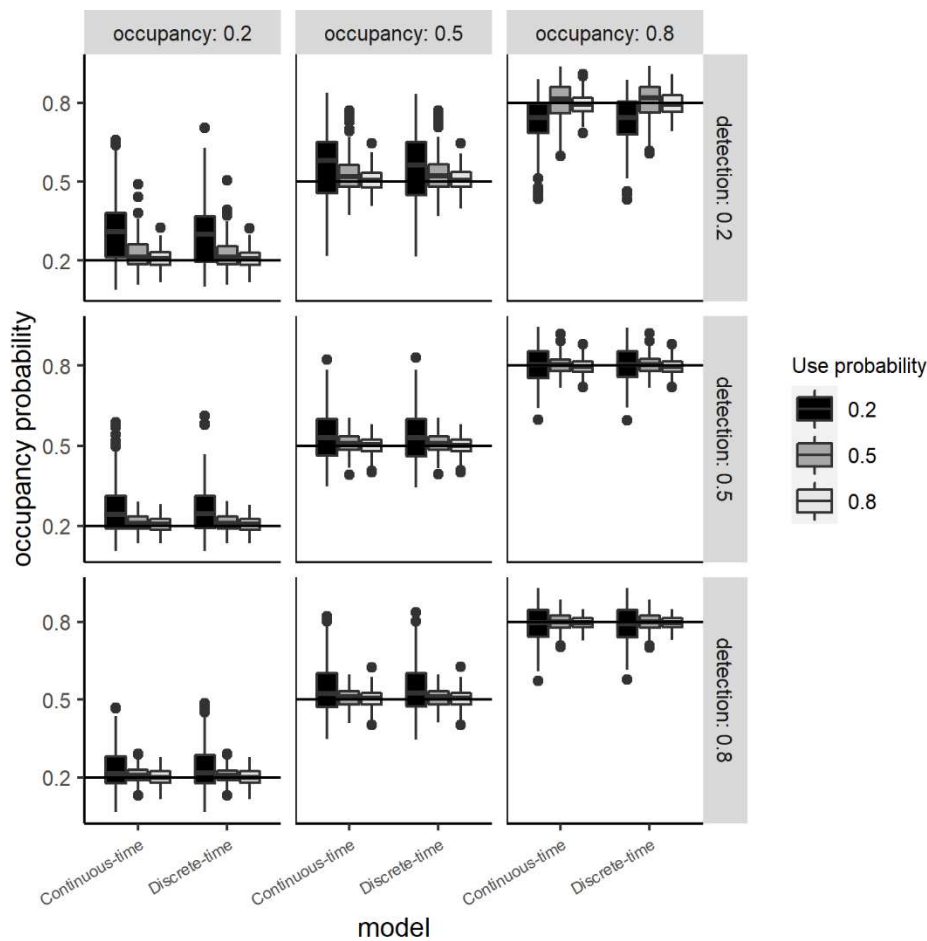 occupancy: 0.2
occupancy: 0.5
occupancy: 0.8
occupancy probability
0.8
0.5
0.2
detection: 0.2
0.8
0.5
0.2
detection: 0.5
0.8
0.5
0.2
detection: 0.8
Continuous-time
Discrete-time
Continuous-time
Discrete-time
Continuous-time
Discrete-time
model
Use probability
0.2
0.5
0.8